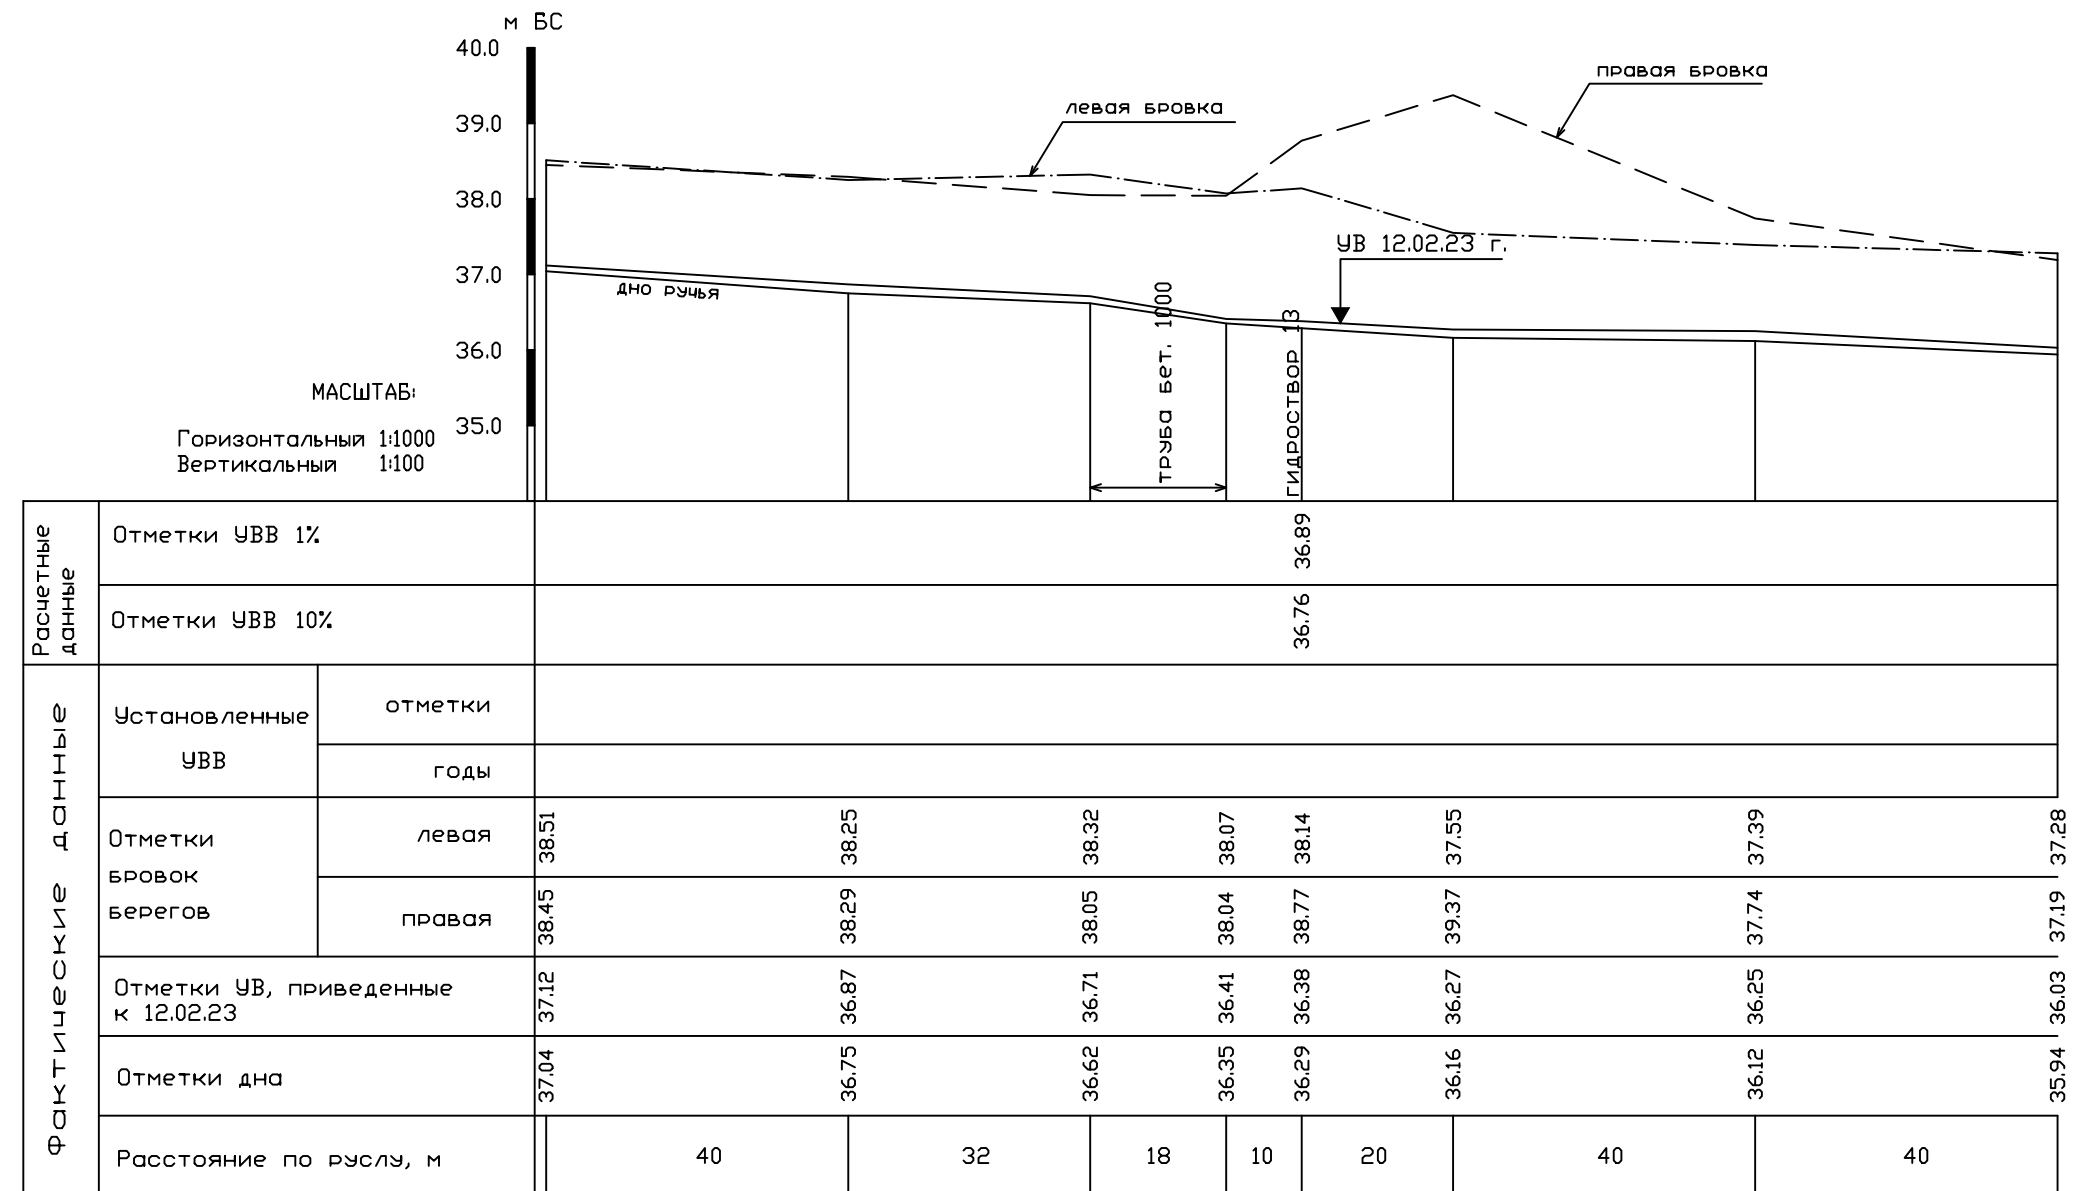 м БС
40.0
39.0
38.0
37.0
36.0
35.0
правая бровка
левая бровка
УВ 12.02.23 г.
дно ручья
труба бет. 1000
гидроствор 13
МАСШТАБ:
Горизонтальный 1:1000
Вертикальный 1:100
Расчетные
данные
Отметки УВВ 1%
36.89
Отметки УВВ 10%
36.76
Фактические данные
Установленные
УВВ
отметки
годы
Отметки
бровок
берегов
левая
38.51 38.25 38.32 38.07 38.14 37.55 37.39 37.28
правая
38.45 38.29 38.05 38.04 38.77 39.37 37.74 37.19
Отметки УВ, приведенные
к 12.02.23
37.12 36.87 36.71 36.41 36.38 36.27 36.25 36.03
Отметки дна
37.04 36.75 36.62 36.35 36.29 36.16 36.12 35.94
Расстояние по руслу, м
40 32 18 10 20 40 40